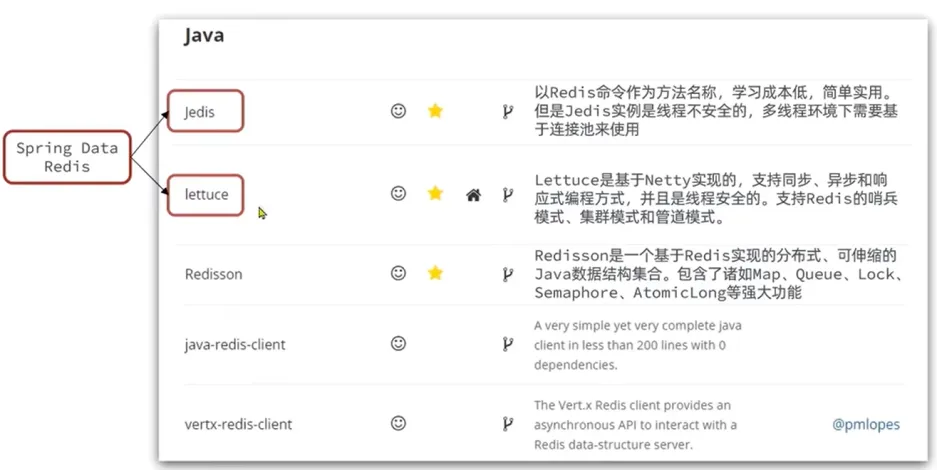 Java
Spring Data
Redis
Jedis
以Redis命令作为方法名称，学习成本低，简单实用。
但是Jedis实例是线程不安全的，多线程环境下需要基
于连接池来使用
lettuce
Lettuce是基于Netty实现的，支持同步、异步和响
应式编程方式，并且是线程安全的。支持Redis的哨兵
模式、集群模式和管道模式。
Redisson
Redisson是一个基于Redis实现的分布式、可伸缩的
Java数据结构集合。包含了诸如Map、Queue、Lock、
Semaphore、AtomicLong等强大功能
java-redis-client
A very simple yet very complete java
client in less than 200 lines with 0
dependencies.
vertx-redis-client
The Vert.x Redis client provides an
asynchronous API to interact with a
Redis data-structure server.
@pmlopes